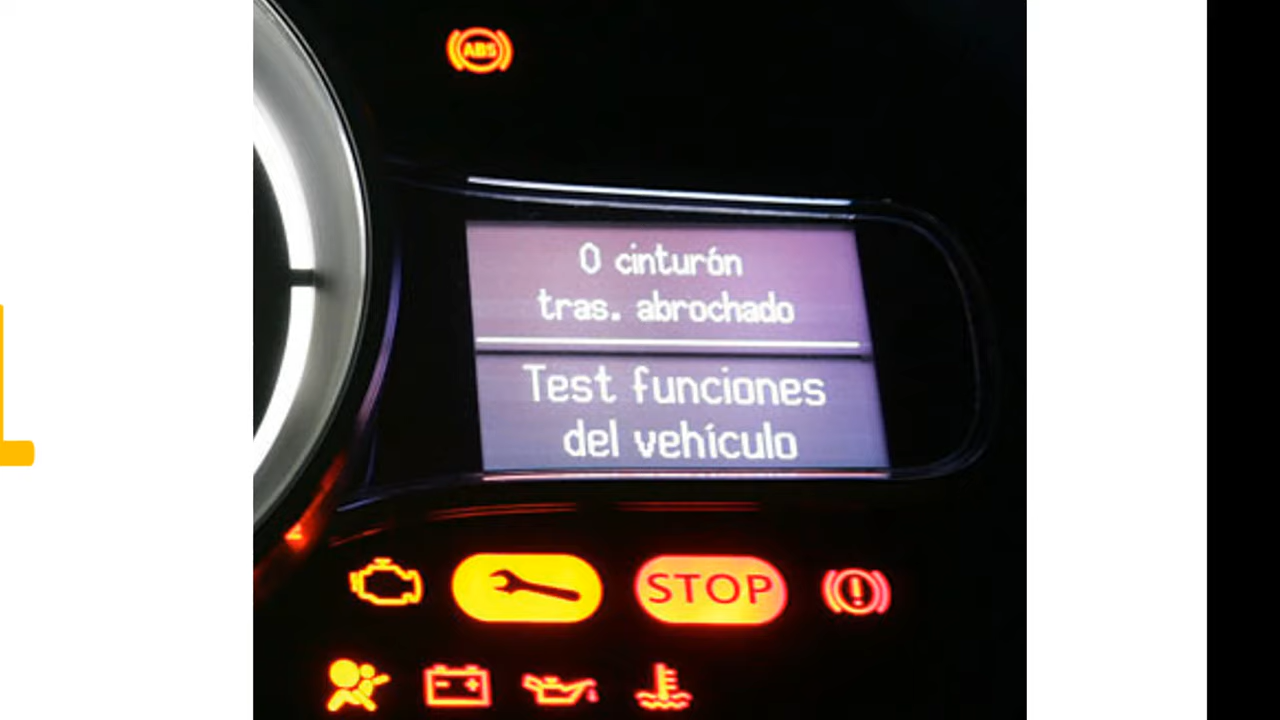 ABS
0 cinturón
tras. abrochado
Test funciones
del vehículo
STOP